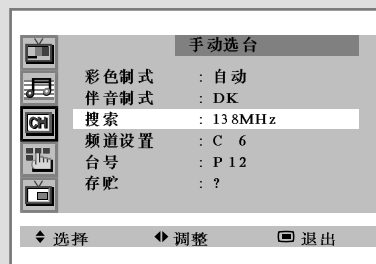 手动选台
彩色制式 : 自动
伴音制式 : DK
CH 搜索 : 138MHz
频道设置 : C 6
台号 : P 12
存贮 : ?
选择 调整 退出